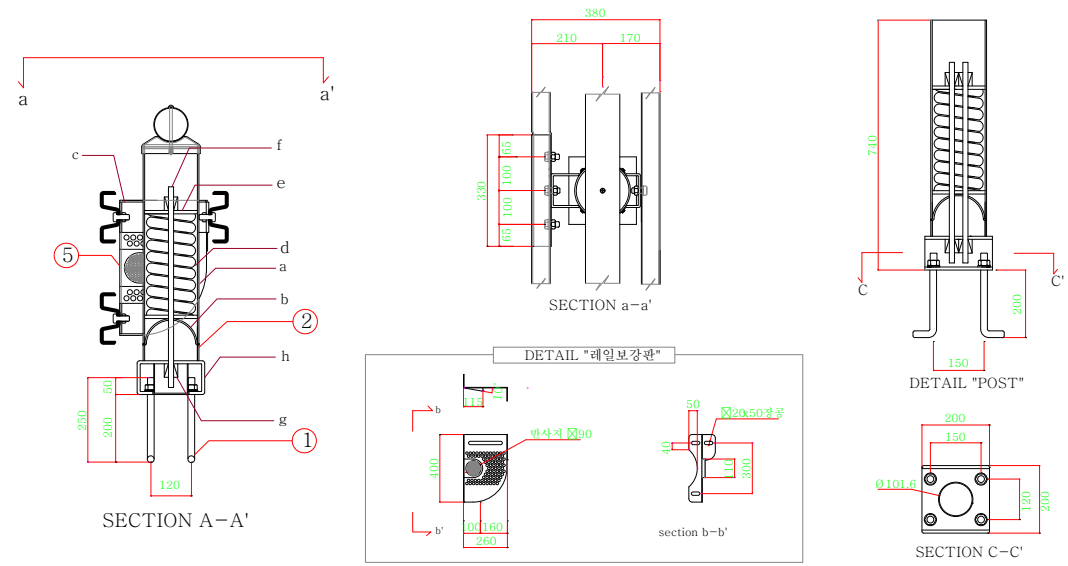 a
a'
f
c
e
5
d
a
b
2
h
50
250
200
g
1
120
SECTION A-A'
380
210
170
65
100
330
100
65
SECTION a-a'
740
C
C'
200
150
DETAIL "POST"
DETAIL "레일보강판"
115
10°
b
반사지 ☒90
400
b'
100
160
260
50
☒20x50장공
40
110
300
section b-b'
200
150
Ø101.6
120
200
SECTION C-C'